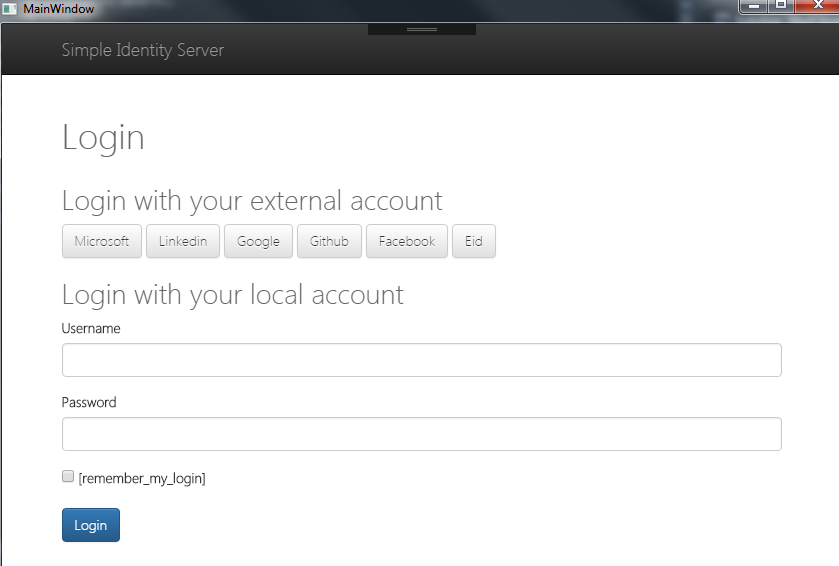 MainWindow
Simple Identity Server
Login
Login with your external account
Microsoft Linkedin Google Github Facebook Eid
Login with your local account
Username
Password
[remember_my_login]
Login